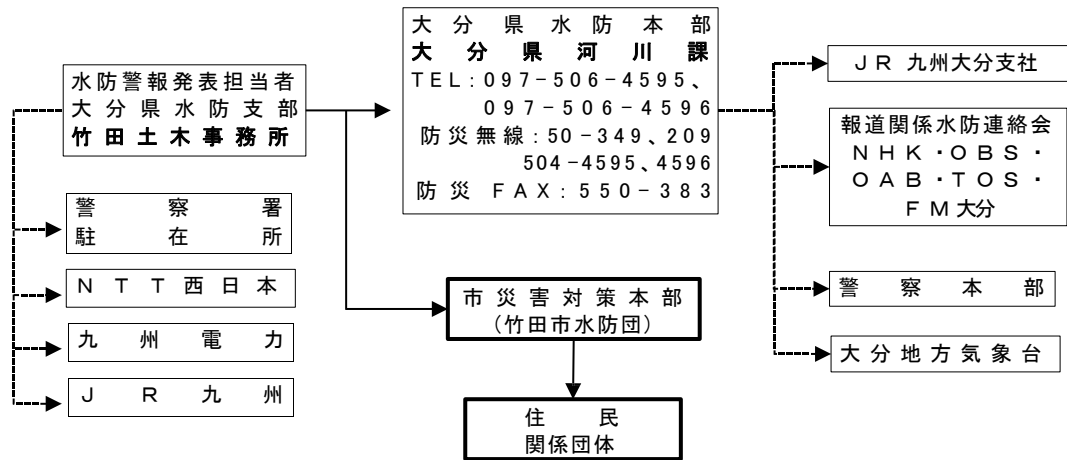 水防警報発表担当者
大分県水防支部
竹田土木事務所
警察署
駐在所
NTT西日本
九州電力
JR九州
大分県水防本部
大分県河川課
TEL:097-506-4595、
097-506-4596
防災無線:50-349、209
504-4595、4596
防災 FAX:550-383
市災害対策本部
(竹田市水防団)
住民
関係団体
JR 九州大分支社
報道関係水防連絡会
NHK・OBS・
OAB・TOS・
FM大分
警察本部
大分地方気象台